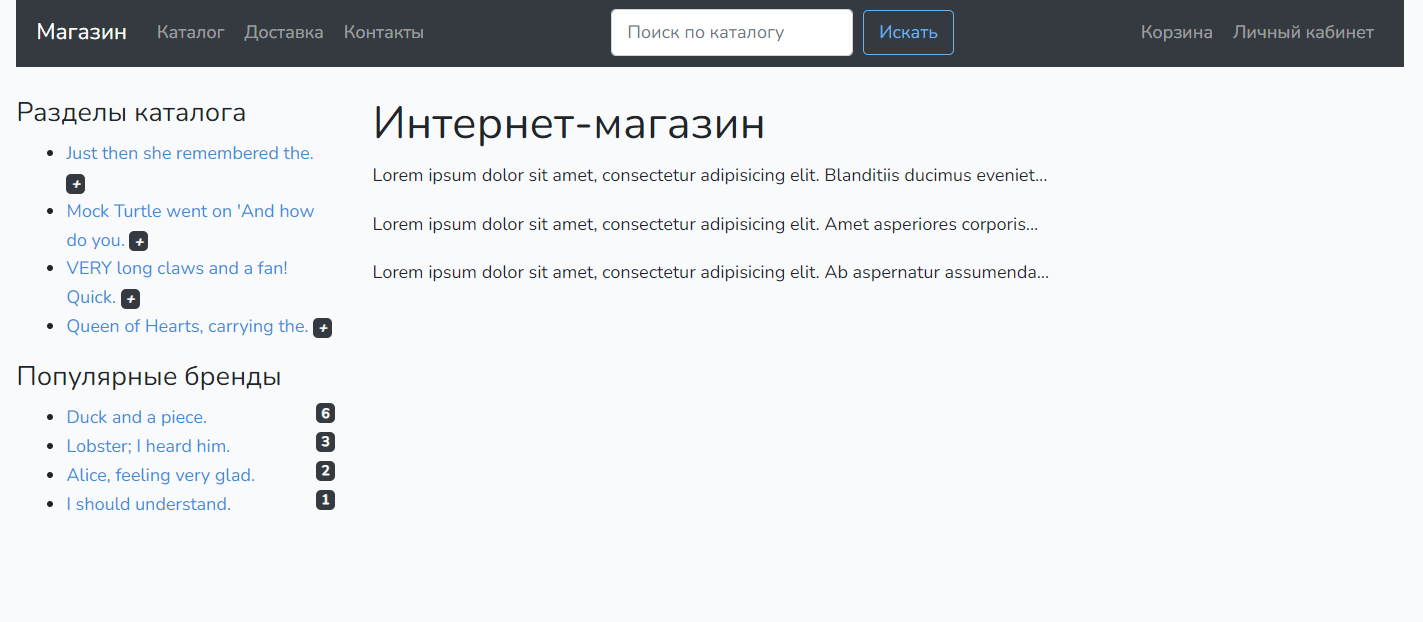 Магазин Каталог Доставка Контакты Поиск по каталогу Искать Корзина Личный кабинет
Разделы каталога
Just then she remembered the.
+
Mock Turtle went on 'And how
do you. +
VERY long claws and a fan!
Quick. +
Queen of Hearts, carrying the. +
Популярные бренды
Duck and a piece. 6
Lobster; I heard him. 3
Alice, feeling very glad. 2
I should understand. 1
Интернет-магазин
Lorem ipsum dolor sit amet, consectetur adipisicing elit. Blanditiis ducimus eveniet...
Lorem ipsum dolor sit amet, consectetur adipisicing elit. Amet asperiores corporis...
Lorem ipsum dolor sit amet, consectetur adipisicing elit. Ab aspernatur assumenda...